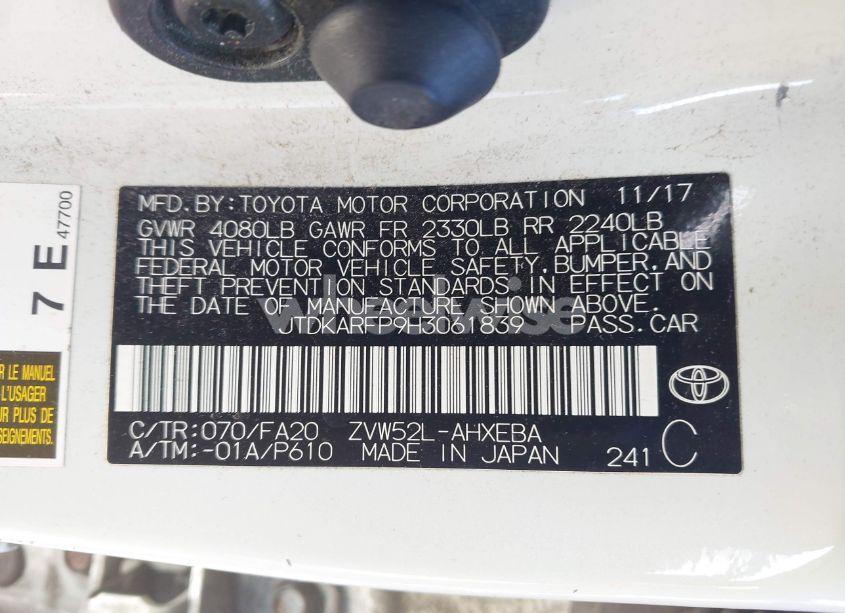 MFD.BY:TOYOTA MOTOR CORPORATION 11/17
GVWR 4080LB GAWR FR 2330LB RR 2240LB
THIS VEHICLE CONFORMS TO ALL APPLICABLE
FEDERAL MOTOR VEHICLE SAFETY,BUMPER,AND
THEFT PREVENTION STANDARDS IN EFFECT ON
THE DATE OF MANUFACTURE SHOWN ABOVE.
JTDKARFP9H3061839 PASS.CAR
C/TR:070/FA20 ZVW52L-AHXEBA
A/TM:-01A/P610 MADE IN JAPAN 241 C
7 E 47700
R LE MANUEL
L'USAGER
UR PLUS DE
SEIGNEMENTS.
wheelwise